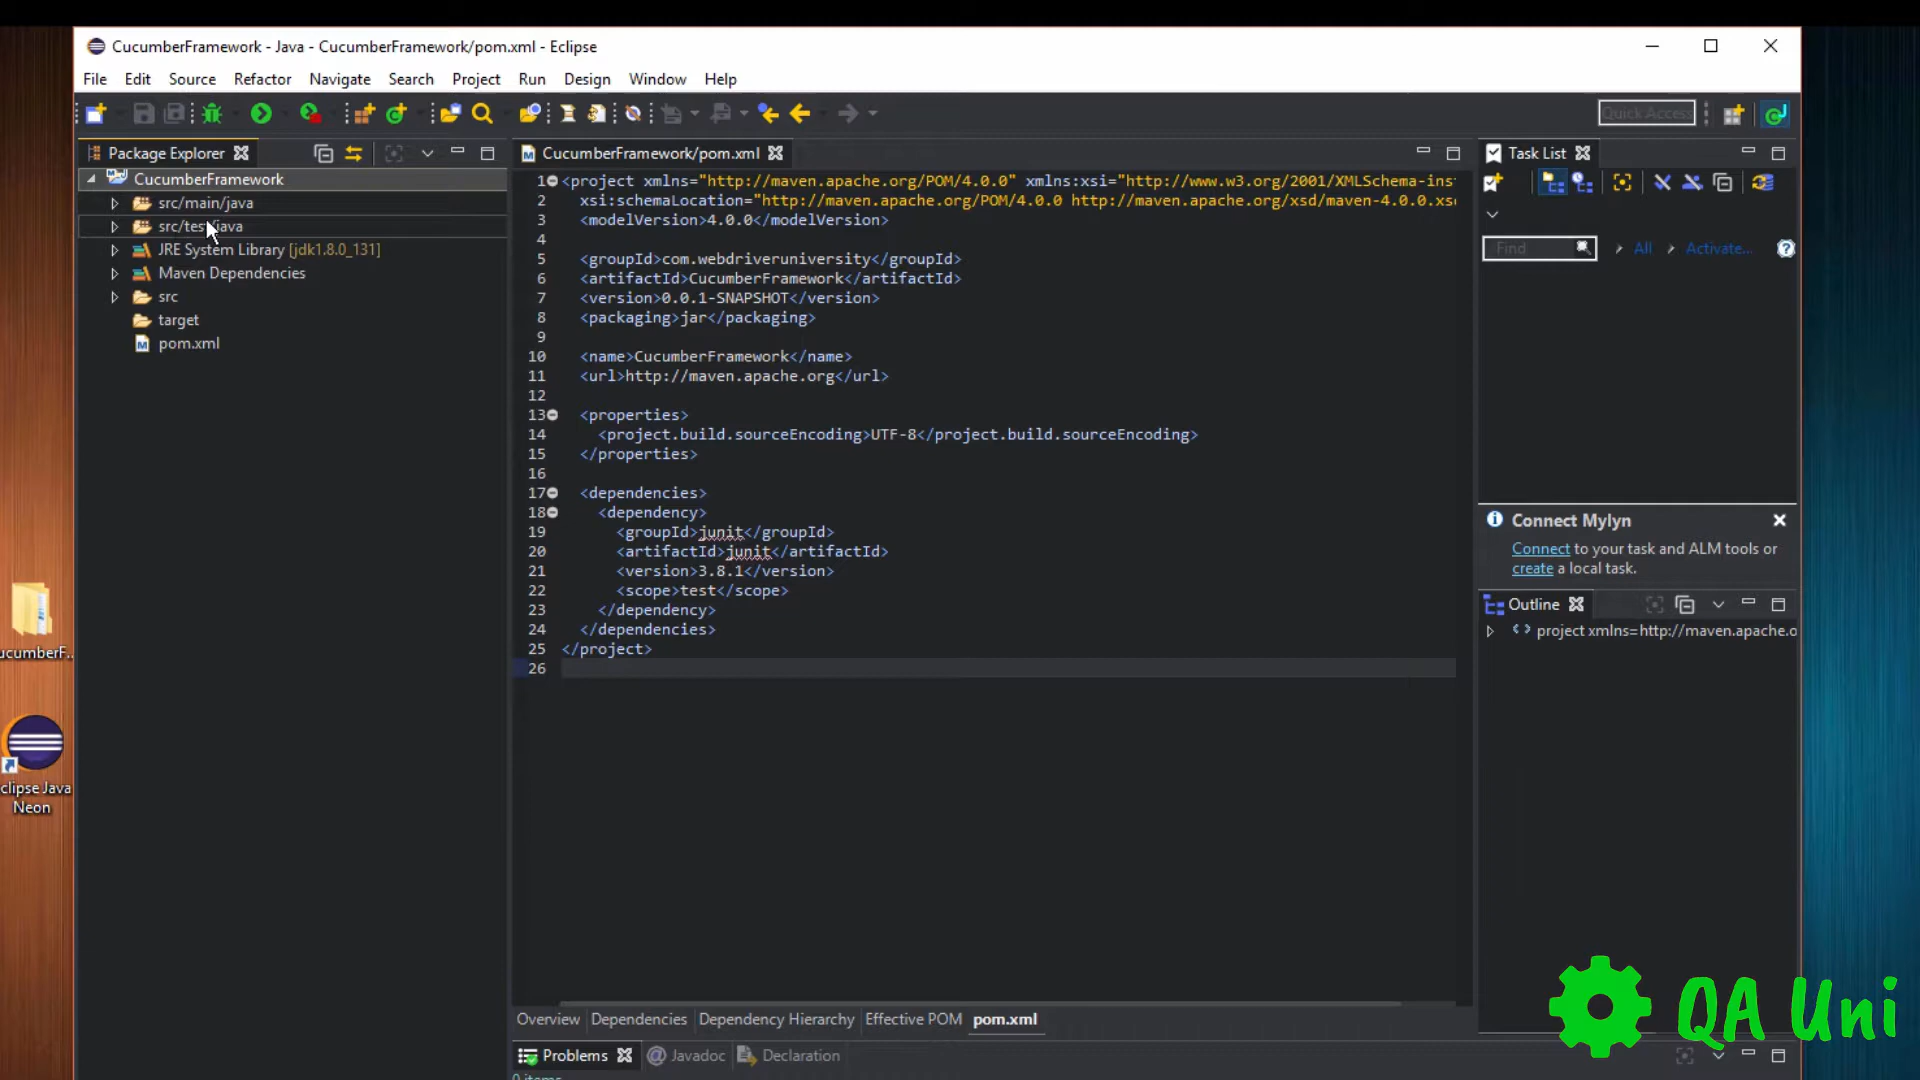 CucumberFramework - Java - CucumberFramework/pom.xml - Eclipse
File Edit Source Refactor Navigate Search Project Run Design Window Help
Quick Access
Package Explorer
CucumberFramework
src/main/java
src/test/java
JRE System Library [jdk1.8.0_131]
Maven Dependencies
src
target
pom.xml
CucumberFramework/pom.xml
1 <project xmlns="http://maven.apache.org/POM/4.0.0" xmlns:xsi="http://www.w3.org/2001/XMLSchema-ins
2 xsi:schemaLocation="http://maven.apache.org/POM/4.0.0 http://maven.apache.org/xsd/maven-4.0.0.xsd
3 <modelVersion>4.0.0</modelVersion>
4
5 <groupId>com.webdriveruniversity</groupId>
6 <artifactId>CucumberFramework</artifactId>
7 <version>0.0.1-SNAPSHOT</version>
8 <packaging>jar</packaging>
9
10 <name>CucumberFramework</name>
11 <url>http://maven.apache.org</url>
12
13 <properties>
14 <project.build.sourceEncoding>UTF-8</project.build.sourceEncoding>
15 </properties>
16
17 <dependencies>
18 <dependency>
19 <groupId>junit</groupId>
20 <artifactId>junit</artifactId>
21 <version>3.8.1</version>
22 <scope>test</scope>
23 </dependency>
24 </dependencies>
25 </project>
26
Overview Dependencies Dependency Hierarchy Effective POM pom.xml
Problems Javadoc Declaration
0 items
Task List
Find All Activate...
Connect Mylyn
Connect to your task and ALM tools or
create a local task.
Outline
project xmlns=http://maven.apache.o
ucumberF...
clipse Java
Neon
QA Uni